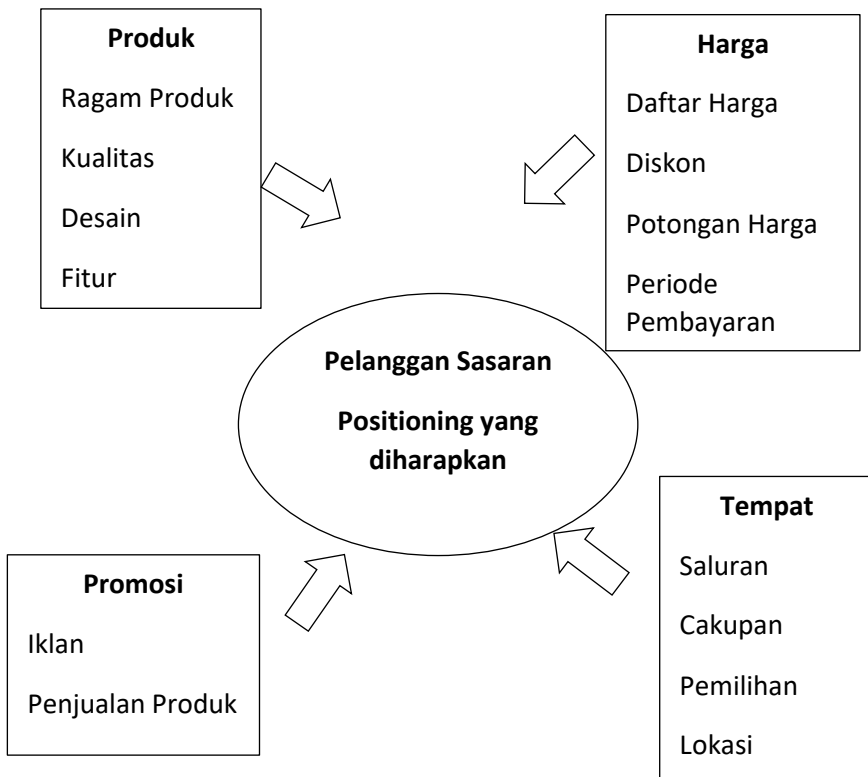 Produk
Ragam Produk
Kualitas
Desain
Fitur
Harga
Daftar Harga
Diskon
Potongan Harga
Periode
Pembayaran
Pelanggan Sasaran
Positioning yang
diharapkan
Promosi
Iklan
Penjualan Produk
Tempat
Saluran
Cakupan
Pemilihan
Lokasi